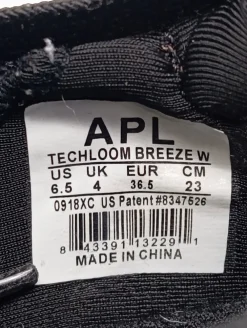 APL
TECHLOOM BREEZE W
US UK EUR CM
6.5 4 36.5 23
0918XC US Patent#8347526
8 43391 13229 1
MADE IN CHINA